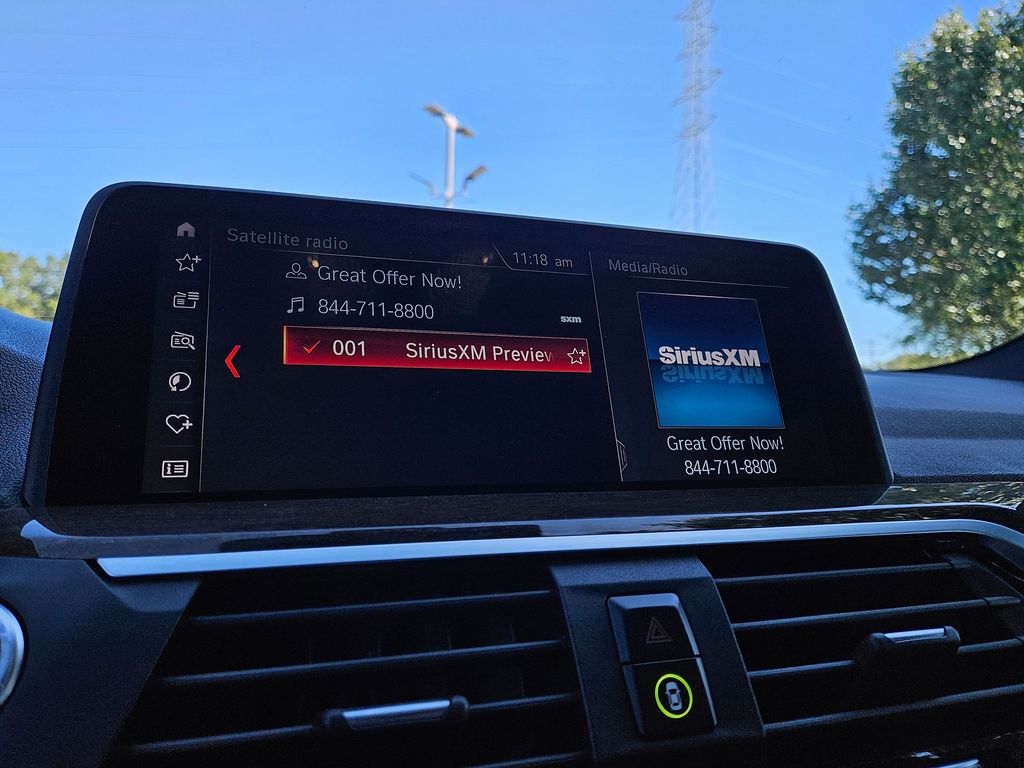 Satellite radio
11:18 am
Great Offer Now!
844-711-8800
sxm
001 SiriusXM Preview
Media/Radio
SiriusXM
Great Offer Now!
844-711-8800